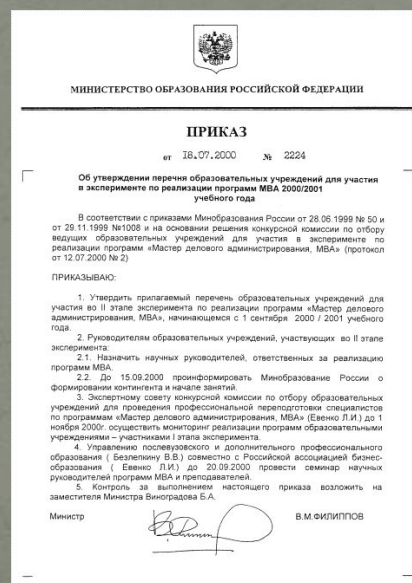 МИНИСТЕРСТВО ОБРАЗОВАНИЯ РОССИЙСКОЙ ФЕДЕРАЦИИ
ПРИКАЗ
от 18.07.2000 № 2224
Об утверждении перечня образовательных учреждений для участия
в эксперименте по реализации программ МВА 2000/2001
учебного года
В соответствии с приказами Минобразования России от 28.06.1999 № 50 и
от 29.11.1999 №1008 и на основании решения конкурсной комиссии по отбору
ведущих образовательных учреждений для участия в эксперименте по
реализации программ «Мастер делового администрирования, МВА» (протокол
от 12.07.2000 № 2)
ПРИКАЗЫВАЮ:
1. Утвердить прилагаемый перечень образовательных учреждений для
участия во II этапе эксперимента по реализации программ «Мастер делового
администрирования, МВА», начинающемся с 1 сентября 2000 / 2001 учебного
года.
2. Руководителям образовательных учреждений, участвующих во II этапе
эксперимента:
2.1. Назначить научных руководителей, ответственных за реализацию
программ МВА.
2.2. До 15.09.2000 проинформировать Минобразование России о
формировании контингента и начале занятий.
3. Экспертному совету конкурсной комиссии по отбору образовательных
учреждений для проведения профессиональной переподготовки специалистов
по программам «Мастер делового администрирования, МВА» (Евенко Л.И.) до 1
ноября 2000г. осуществить мониторинг реализации программ образовательными
учреждениями – участниками I этапа эксперимента.
4. Управлению послевузовского и дополнительного профессионального
образования ( Безлепкину В.В.) совместно с Российской ассоциацией бизнес-
образования ( Евенко Л.И.) до 20.09.2000 провести семинар научных
руководителей программ МВА и преподавателей.
5. Контроль за выполнением настоящего приказа возложить на
заместителя Министра Виноградова Б.А.
Министр В.М.ФИЛИППОВ